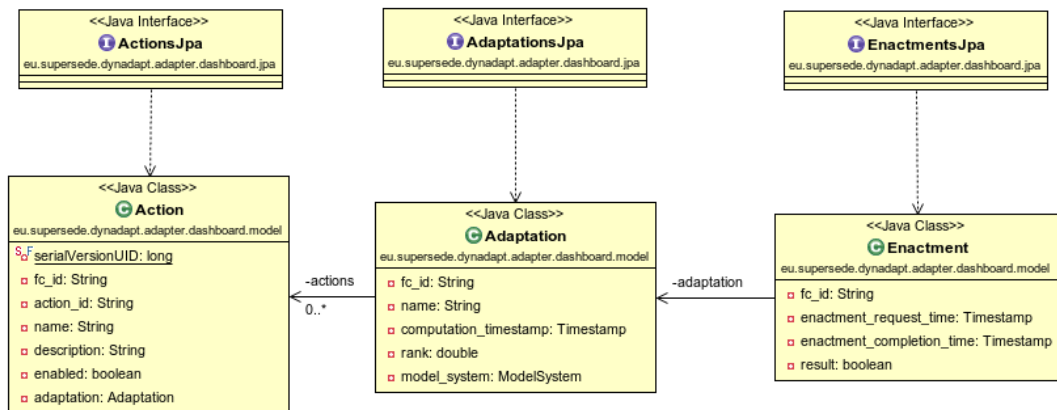 <<Java Interface>>
ActionsJpa
eu.supersede.dynadapt.adapter.dashboard.jpa
<<Java Interface>>
AdaptationsJpa
eu.supersede.dynadapt.adapter.dashboard.jpa
<<Java Interface>>
EnactmentsJpa
eu.supersede.dynadapt.adapter.dashboard.jpa
<<Java Class>>
Action
eu.supersede.dynadapt.adapter.dashboard.model
serialVersionUID: long
fc_id: String
action_id: String
name: String
description: String
enabled: boolean
adaptation: Adaptation
-actions
0..*
<<Java Class>>
Adaptation
eu.supersede.dynadapt.adapter.dashboard.model
fc_id: String
name: String
computation_timestamp: Timestamp
rank: double
model_system: ModelSystem
-adaptation
<<Java Class>>
Enactment
eu.supersede.dynadapt.adapter.dashboard.model
fc_id: String
enactment_request_time: Timestamp
enactment_completion_time: Timestamp
result: boolean